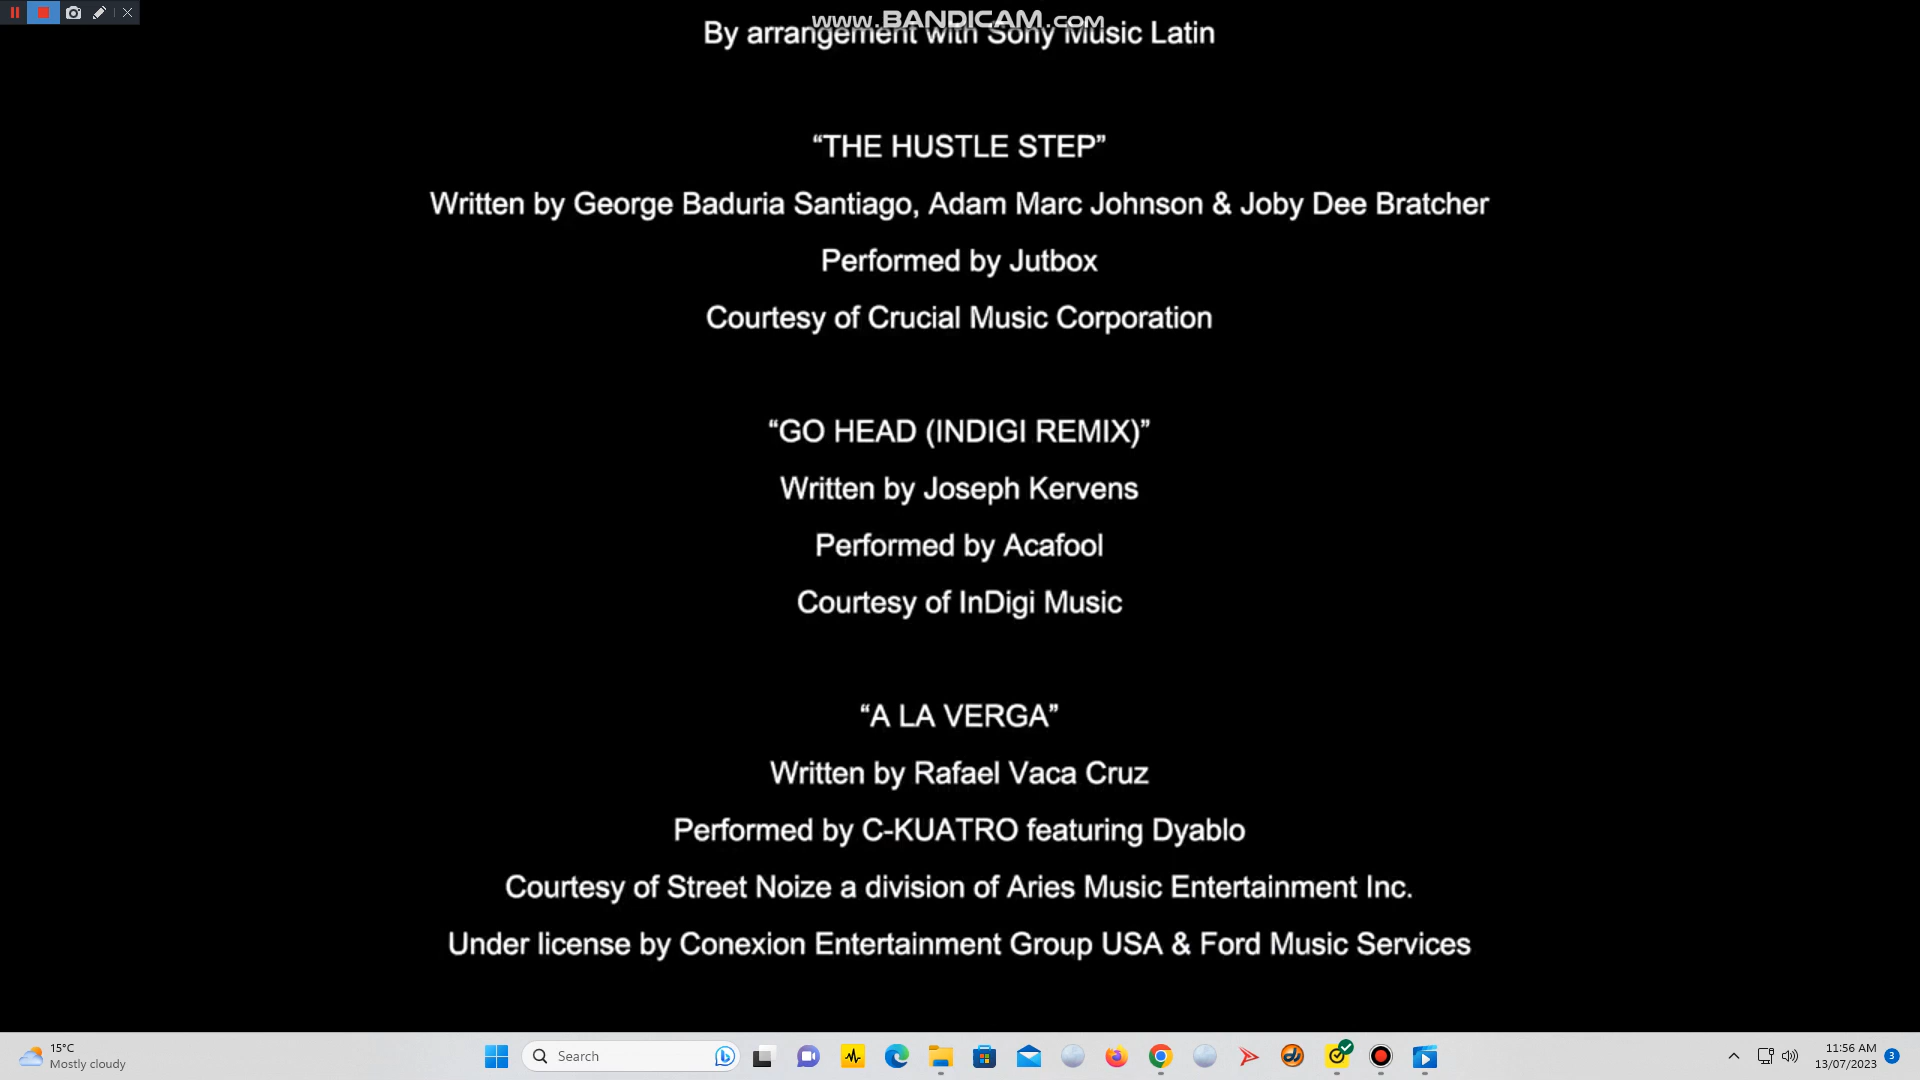 www.BANDICAM.com
By arrangement with Sony Music Latin
“THE HUSTLE STEP”
Written by George Baduria Santiago, Adam Marc Johnson & Joby Dee Bratcher
Performed by Jutbox
Courtesy of Crucial Music Corporation
“GO HEAD (INDIGI REMIX)”
Written by Joseph Kervens
Performed by Acafool
Courtesy of InDigi Music
“A LA VERGA”
Written by Rafael Vaca Cruz
Performed by C-KUATRO featuring Dyablo
Courtesy of Street Noize a division of Aries Music Entertainment Inc.
Under license by Conexion Entertainment Group USA & Ford Music Services
15°C
Mostly cloudy
Search
11:56 AM
13/07/2023
3